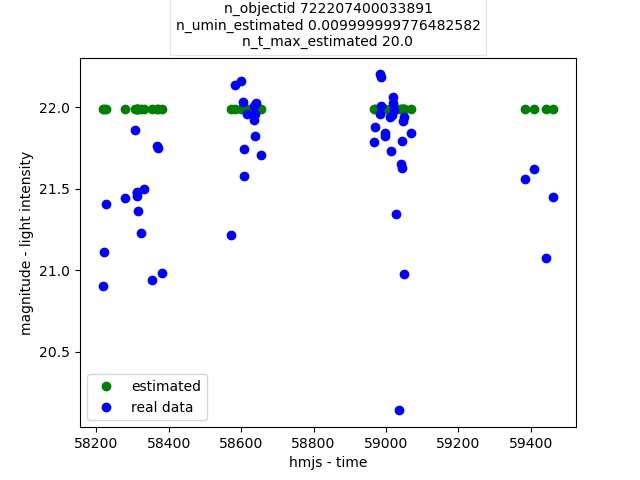 n_objectid 722207400033891
n_umin_estimated 0.009999999776482582
n_t_max_estimated 20.0
22.0
21.5
21.0
20.5
magnitude - light intensity
estimated
real data
58200 58400 58600 58800 59000 59200 59400
hmjs - time